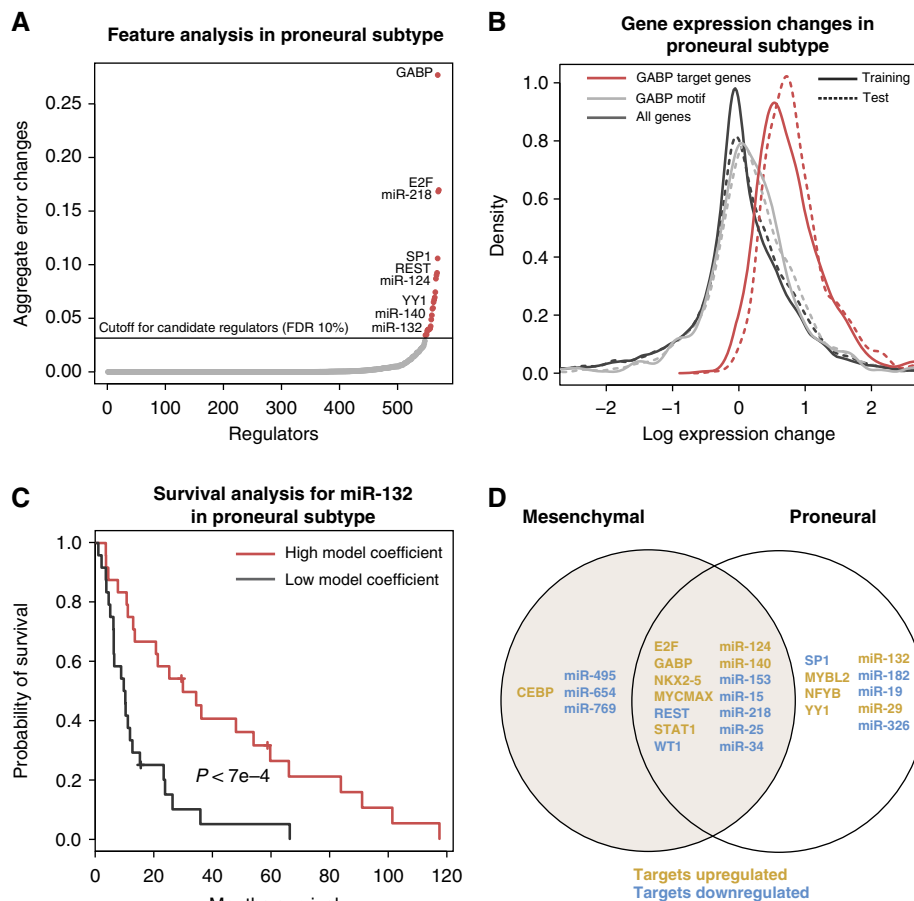 A
Feature analysis in proneural subtype
Aggregate error changes
0.25
0.20
0.15
0.10
0.05
0.00
GABP
E2F
miR-218
SP1
REST
miR-124
YY1
miR-140
miR-132
Cutoff for candidate regulators (FDR 10%)
0 100 200 300 400 500
Regulators
B
Gene expression changes in
proneural subtype
Density
1.0
0.8
0.6
0.4
0.2
0.0
GABP target genes
GABP motif
All genes
Training
Test
−2 −1 0 1 2
Log expression change
C
Survival analysis for miR-132
in proneural subtype
Probability of survival
1.0
0.8
0.6
0.4
0.2
0.0
High model coefficient
Low model coefficient
P < 7e–4
0 20 40 60 80 100 120
D
Mesenchymal
Proneural
CEBP
miR-495
miR-654
miR-769
E2F
GABP
NKX2-5
MYCMAX
REST
STAT1
WT1
miR-124
miR-140
miR-153
miR-15
miR-218
miR-25
miR-34
SP1
MYBL2
NFYB
YY1
miR-132
miR-182
miR-19
miR-29
miR-326
Targets upregulated
Targets downregulated